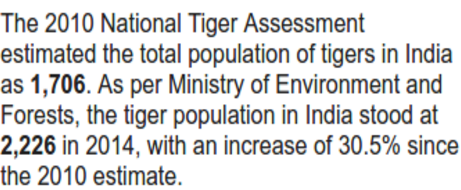 The 2010 National Tiger Assessment
estimated the total population of tigers in India
as 1,706. As per Ministry of Environment and
Forests, the tiger population in India stood at
2,226 in 2014, with an increase of 30.5% since
the 2010 estimate.